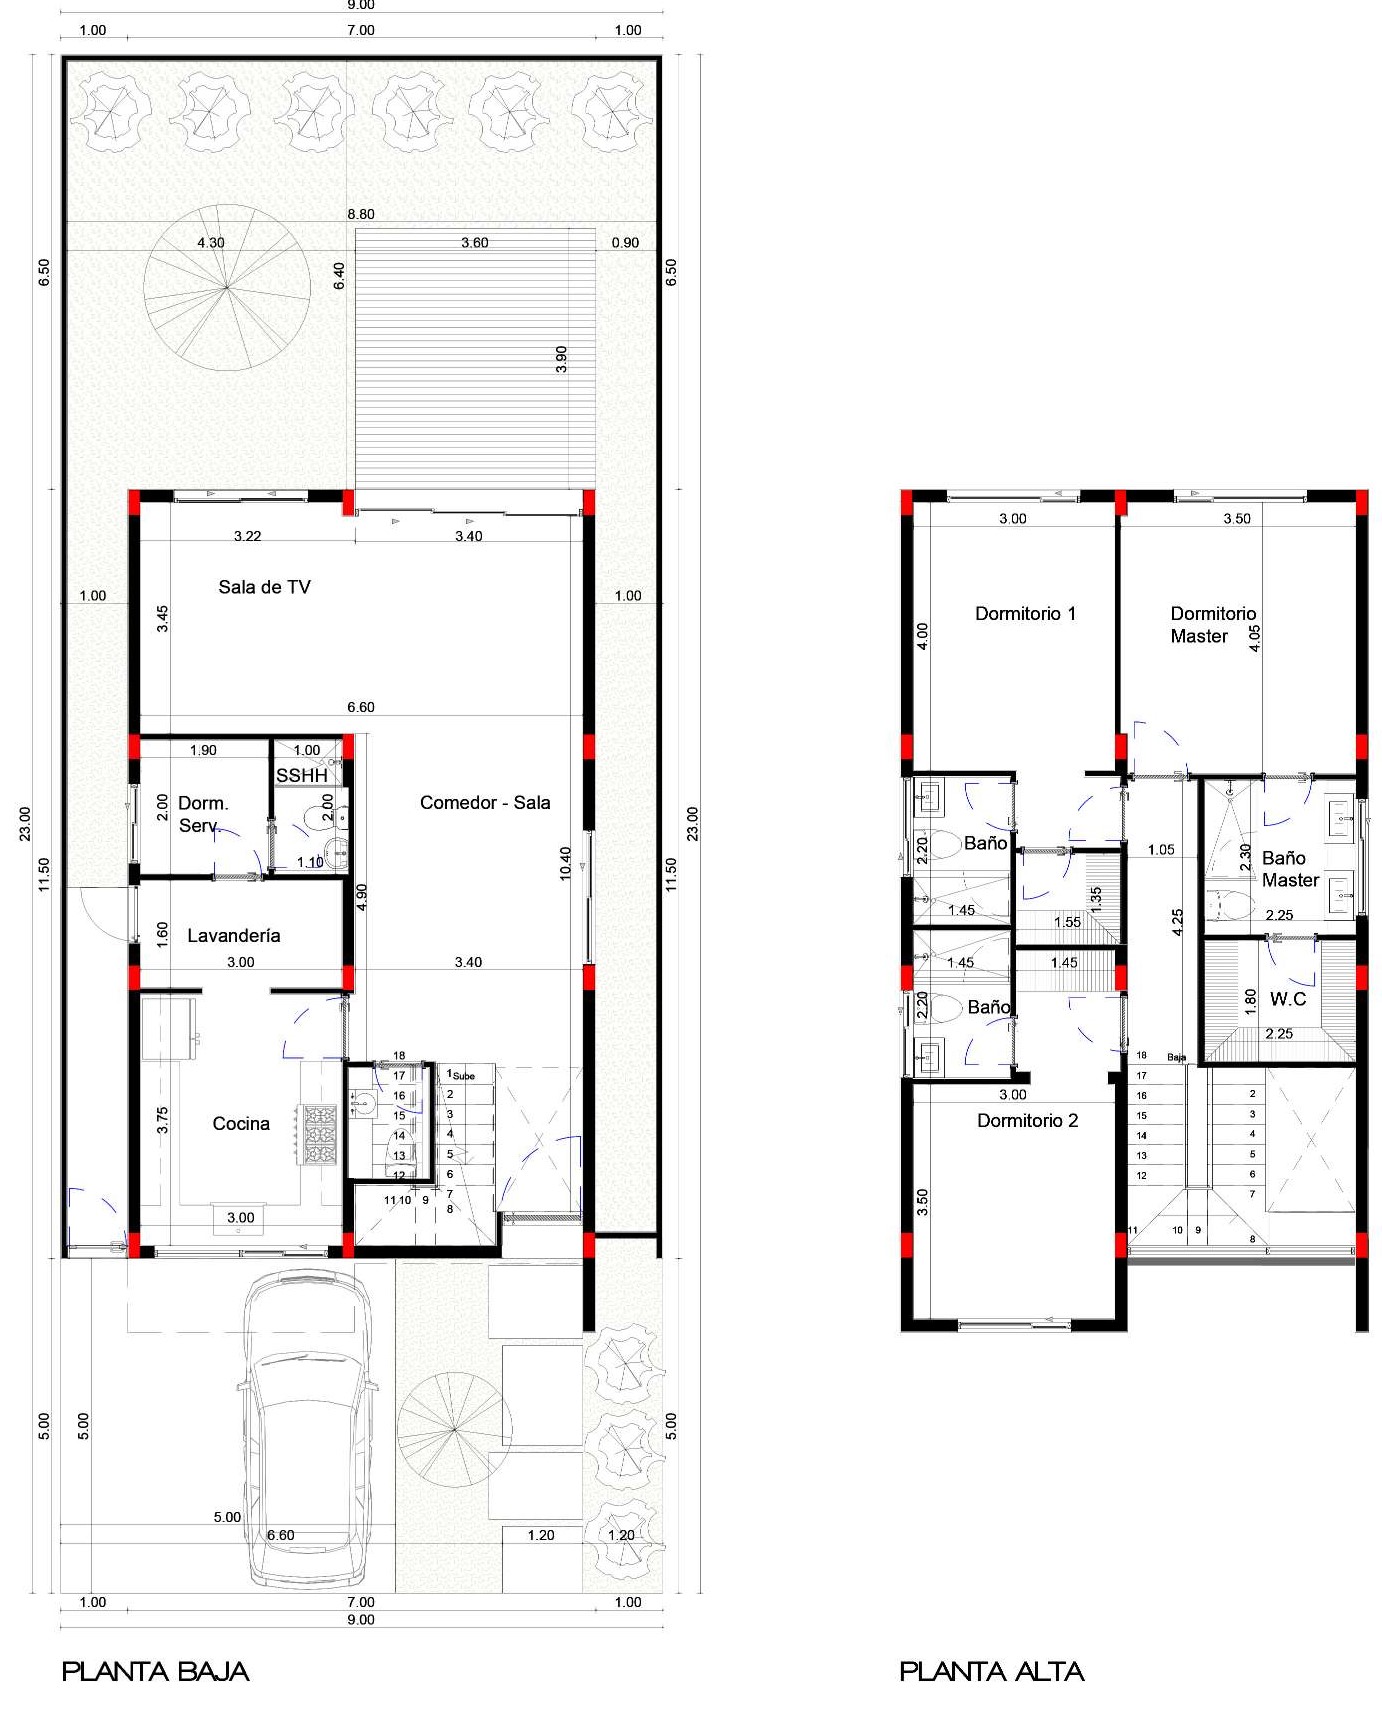 9.00
1.00 7.00 1.00
8.80
4.30 3.60 0.90
6.50 6.40 6.50
3.90
3.22 3.40
Sala de TV
1.00 1.00
3.45
6.60
1.90 1.00
SSHH
2.00 Dorm.
Serv.
2.00
1.10
Comedor - Sala
23.00 11.50 4.90 10.40 11.50 23.00
1.60 Lavandería
3.00 3.40
18
17 1 Sube
16 2
15 3
14 4
13 5
12 6
7
11 10 9 8
3.75 Cocina
3.00
5.00 5.00 5.00
5.00
6.60 1.20 1.20
1.00 7.00 1.00
9.00
PLANTA BAJA
3.00 3.50
Dormitorio 1
Dormitorio
Master
4.00 4.05
2.20 Baño
1.45
1.55 1.35
1.05
4.25
2.30 Baño
Master
2.25
1.45 1.45
2.20 Baño
1.80 W.C
2.25
18 Baja
17
16 2
15 3
14 4
13 5
12 6
7
11 10 9 8
3.00
Dormitorio 2
3.50
PLANTA ALTA